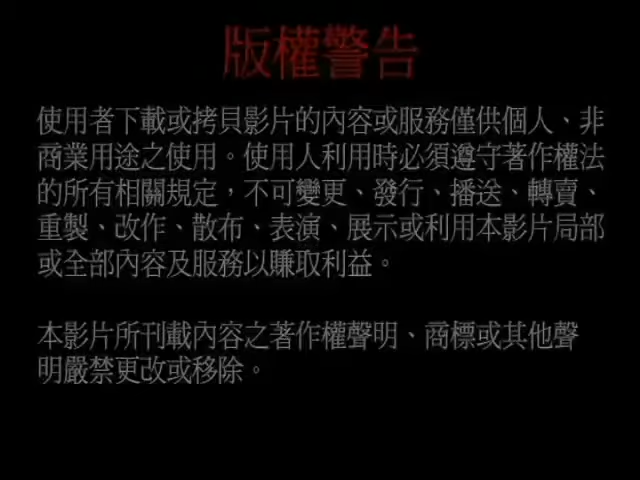 版權警告
使用者下載或拷貝影片的內容或服務僅供個人、非
商業用途之使用。使用人利用時必須遵守著作權法
的所有相關規定，不可變更、發行、播送、轉賣、
重製、改作、散布、表演、展示或利用本影片局部
或全部內容及服務以賺取利益。
本影片所刊載內容之著作權聲明、商標或其他聲
明嚴禁更改或移除。